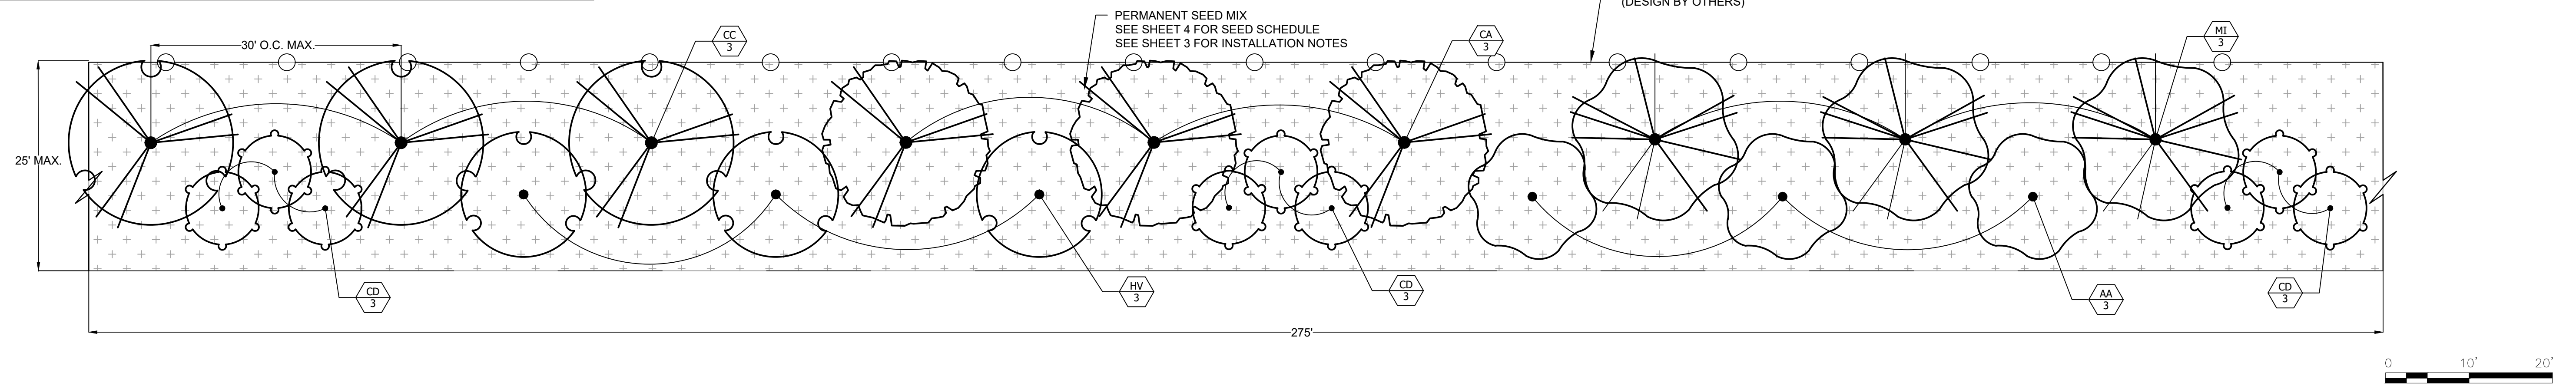 (DESIGN BY OTHERS)
PERMANENT SEED MIX
SEE SHEET 4 FOR SEED SCHEDULE
SEE SHEET 3 FOR INSTALLATION NOTES
30' O.C. MAX.
CC
3
CA
3
MI
3
25' MAX.
CD
3
HV
3
CD
3
AA
3
CD
3
275'
0 10' 20'